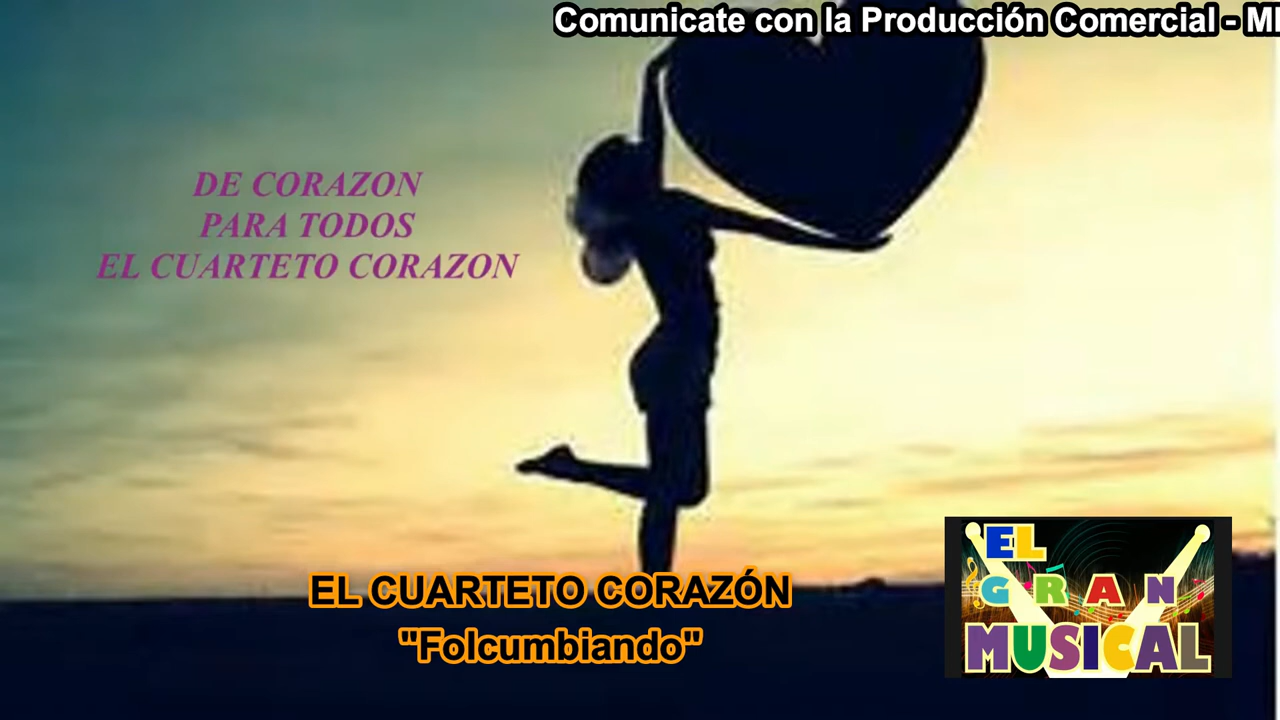 Comunicate con la Producción Comercial -
DE CORAZON
PARA TODOS
EL CUARTETO CORAZON
EL CUARTETO CORAZÓN
"Folcumbiando"
EL
GRAN
MUSICAL